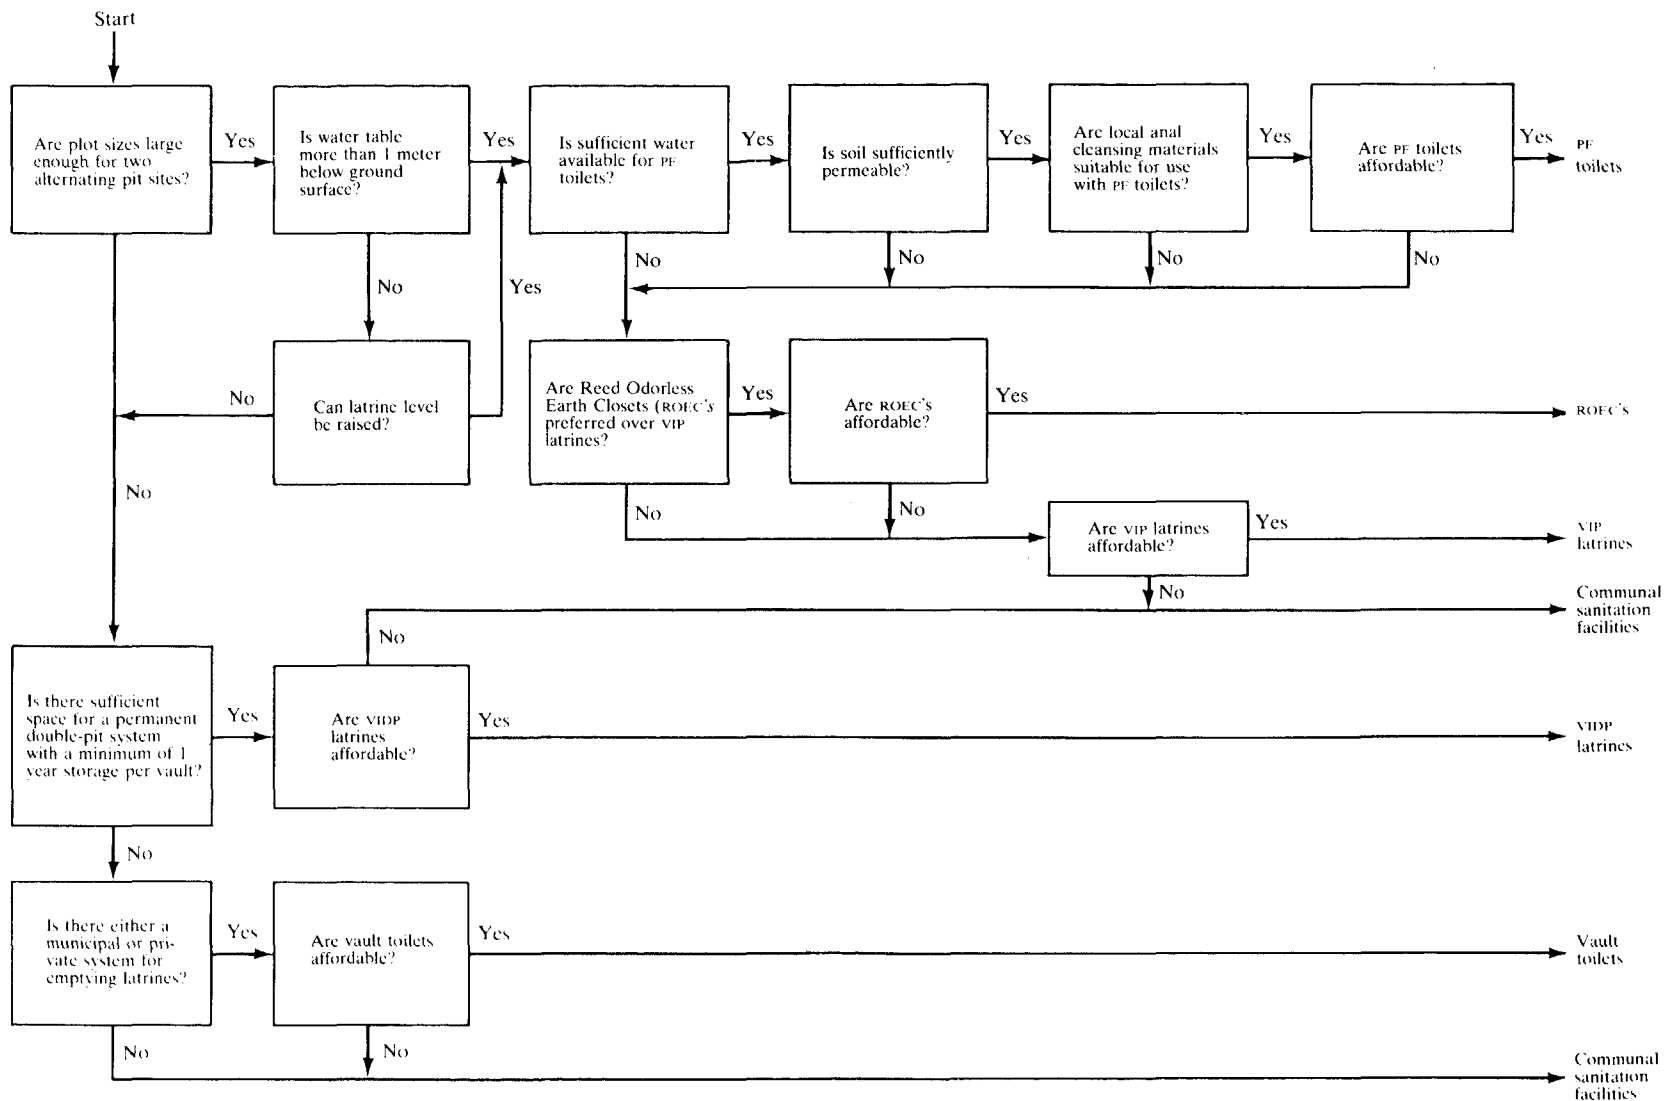 Start
Are plot sizes large
enough for two
alternating pit sites?
Yes
Is water table
more than 1 meter
below ground
surface?
Yes
Is sufficient water
available for PF
toilets?
Yes
Is soil sufficiently
permeable?
Yes
Are local anal
cleansing materials
suitable for use
with PF toilets?
Yes
Are PF toilets
affordable?
Yes
PF
toilets
No
No
No
No
No
Yes
No
Can latrine level
be raised?
Are Reed Odorless
Earth Closets (ROEC's
preferred over VIP
latrines?
Yes
Are ROEC's
affordable?
Yes
ROEC's
No
No
No
Are VIP latrines
affordable?
Yes
VIP
latrines
No
Communal
sanitation
facilities
No
Is there sufficient
space for a permanent
double-pit system
with a minimum of 1
year storage per vault?
Yes
Are VIDP
latrines
affordable?
Yes
VIDP
latrines
No
Is there either a
municipal or pri-
vate system for
emptying latrines?
Yes
Are vault toilets
affordable?
Yes
Vault
toilets
No
No
Communal
sanitation
facilities